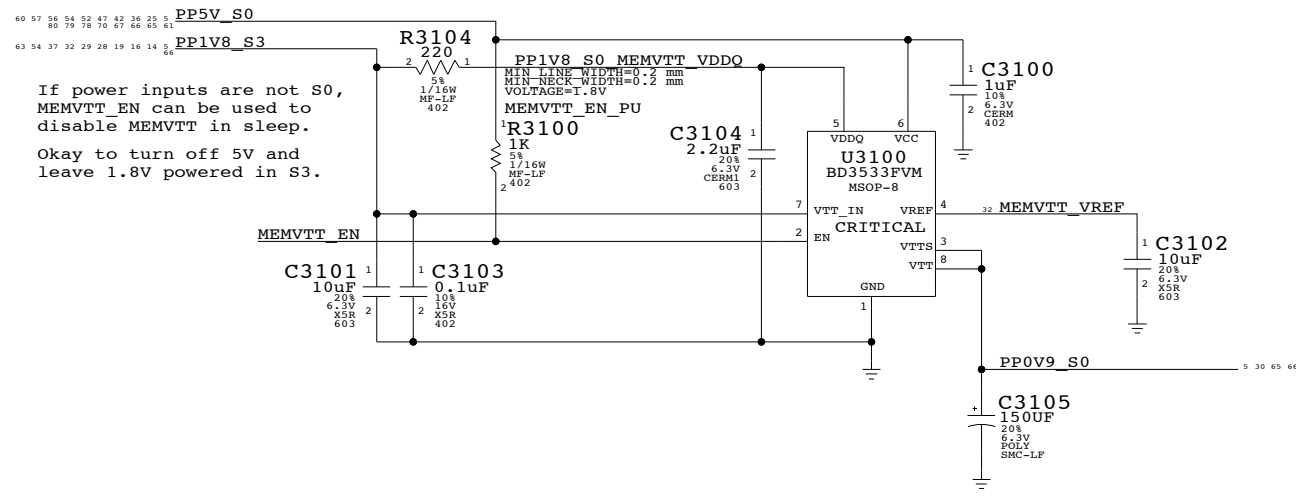 60 57 56 54 52 47 42 36 25 5
80 79 78 70 67 66 65 61
PP5V_S0
63 54 37 32 29 28 19 16 14 5
66
PP1V8_S3
R3104
220
2
1
5%
1/16W
MF-LF
402
PP1V8_S0_MEMVTT_VDDQ
MIN_LINE_WIDTH=0.2 mm
MIN_NECK_WIDTH=0.2 mm
VOLTAGE=1.8V
MEMVTT_EN_PU
If power inputs are not S0,
MEMVTT_EN can be used to
disable MEMVTT in sleep.
Okay to turn off 5V and
leave 1.8V powered in S3.
1
R3100
1K
5%
1/16W
MF-LF
402
2
C3104
2.2uF
20%
6.3V
CERM1
603
1
2
1
C3100
1uF
10%
6.3V
CERM
402
2
5
6
VDDQ
VCC
U3100
BD3533FVM
MSOP-8
7
VTT_IN
VREF
4
32
MEMVTT_VREF
CRITICAL
MEMVTT_EN
2
EN
VTTS
3
VTT
8
GND
1
1
C3102
10uF
20%
6.3V
X5R
603
2
C3101
10uF
20%
6.3V
X5R
603
1
2
1
C3103
0.1uF
10%
16V
X5R
402
2
PP0V9_S0
5 30 65 66
+
C3105
150UF
20%
6.3V
POLY
SMC-LF